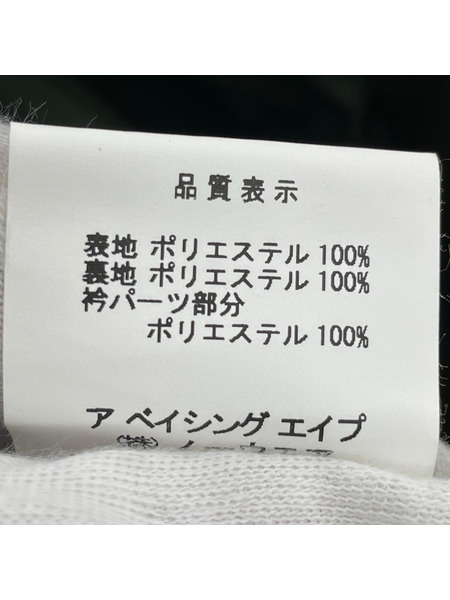 品質表示
表地 ポリエステル 100%
裏地 ポリエステル 100%
衿パーツ部分
ポリエステル 100%
ア ベイシング エイプ